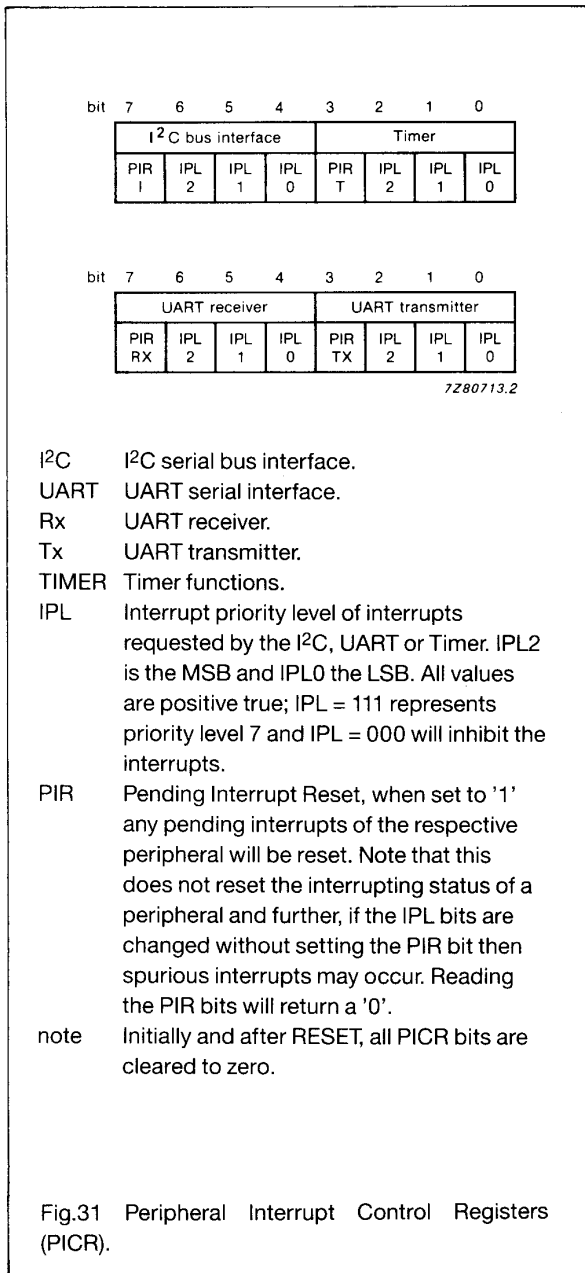 bit 7 6 5 4 3 2 1 0
I²C bus interface Timer
PIR IPL IPL IPL PIR IPL IPL IPL
I 2 1 0 T 2 1 0
bit 7 6 5 4 3 2 1 0
UART receiver UART transmitter
PIR IPL IPL IPL PIR IPL IPL IPL
RX 2 1 0 TX 2 1 0
7Z80713.2
I²C I²C serial bus interface.
UART UART serial interface.
Rx UART receiver.
Tx UART transmitter.
TIMER Timer functions.
IPL Interrupt priority level of interrupts
requested by the I²C, UART or Timer. IPL2
is the MSB and IPL0 the LSB. All values
are positive true; IPL = 111 represents
priority level 7 and IPL = 000 will inhibit the
interrupts.
PIR Pending Interrupt Reset, when set to '1'
any pending interrupts of the respective
peripheral will be reset. Note that this
does not reset the interrupting status of a
peripheral and further, if the IPL bits are
changed without setting the PIR bit then
spurious interrupts may occur. Reading
the PIR bits will return a '0'.
note Initially and after RESET, all PICR bits are
cleared to zero.
Fig.31 Peripheral Interrupt Control Registers
(PICR).